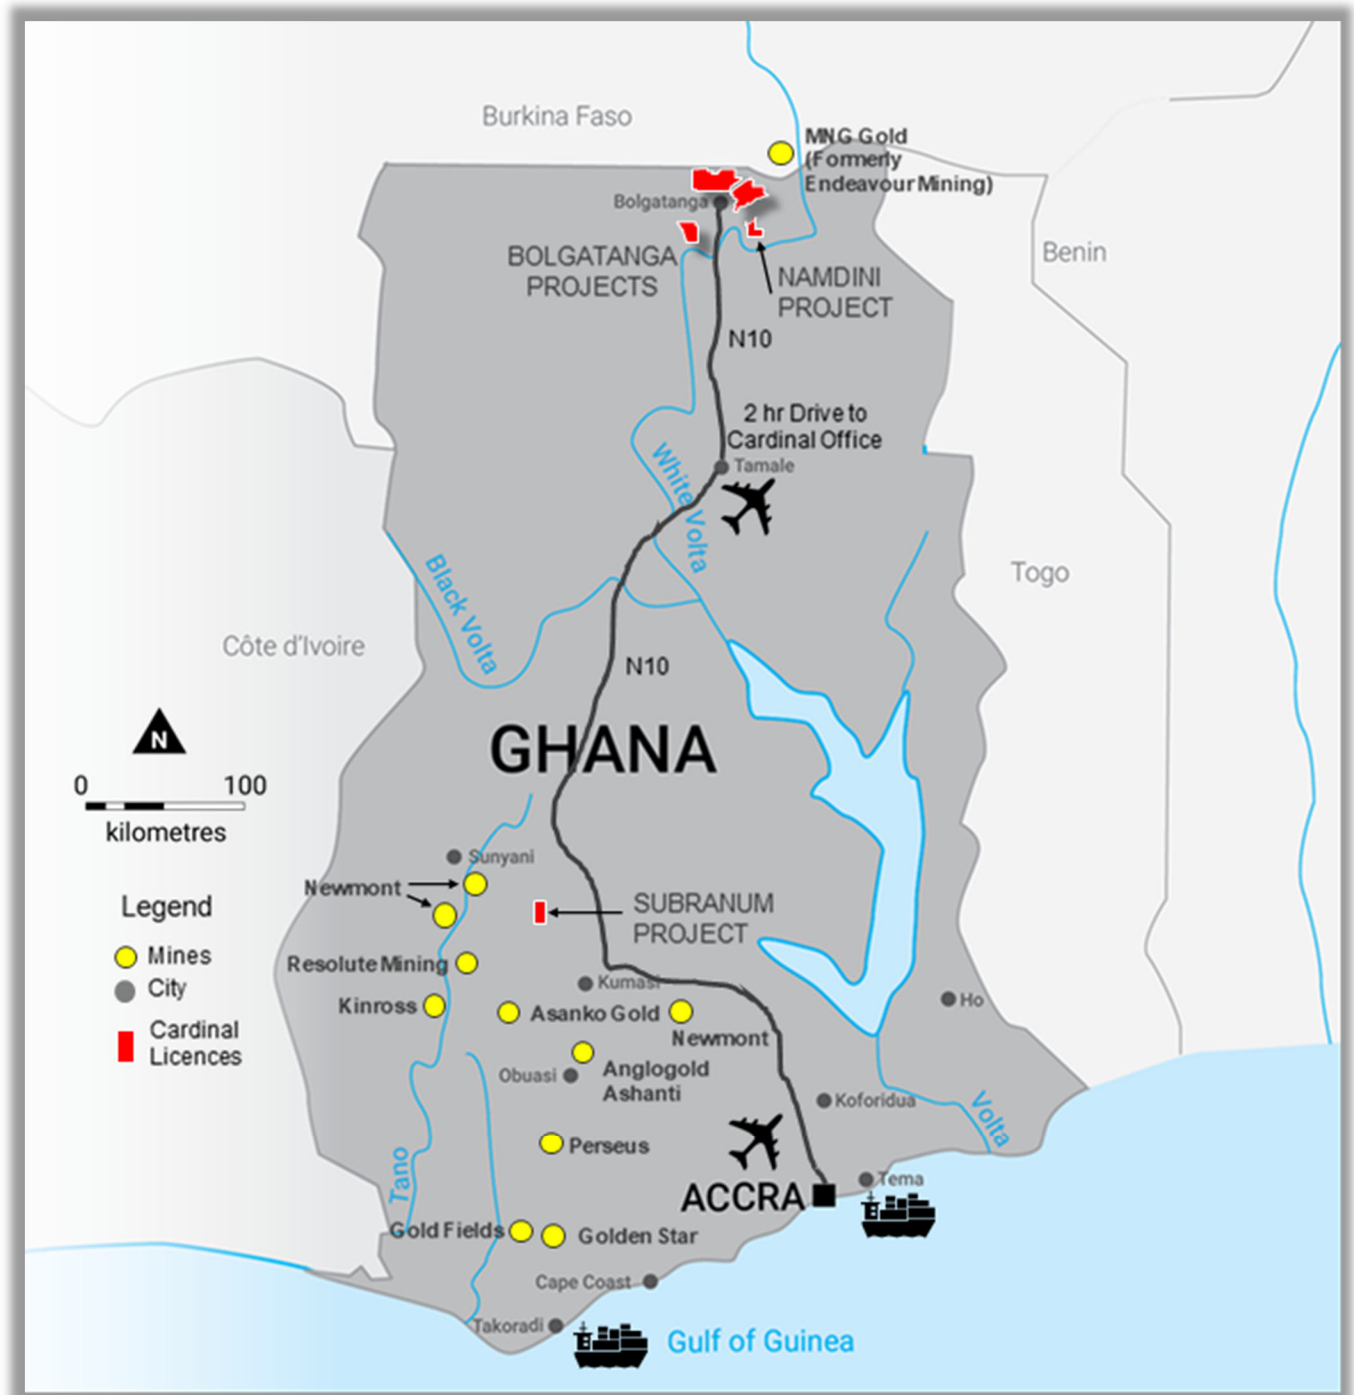 Burkina Faso
MNG Gold
(Formerly
Endeavour Mining)
Bolgatanga
BOLGATANGA
PROJECTS
NAMDINI
PROJECT
Benin
N10
2 hr Drive to
Cardinal Office
Tamale
White Volta
Black Volta
Togo
Côte d'Ivoire
N10
GHANA
N
0 100
kilometres
Sunyani
Newmont
SUBRANUM
PROJECT
Legend
Mines
City
Cardinal
Licences
Resolute Mining
Kinross
Kumasi
Asanko Gold
Newmont
Ho
Obuasi
Anglogold
Ashanti
Koforidua
Volta
Perseus
Tano
ACCRA
Tema
Gold Fields
Golden Star
Cape Coast
Takoradi
Gulf of Guinea